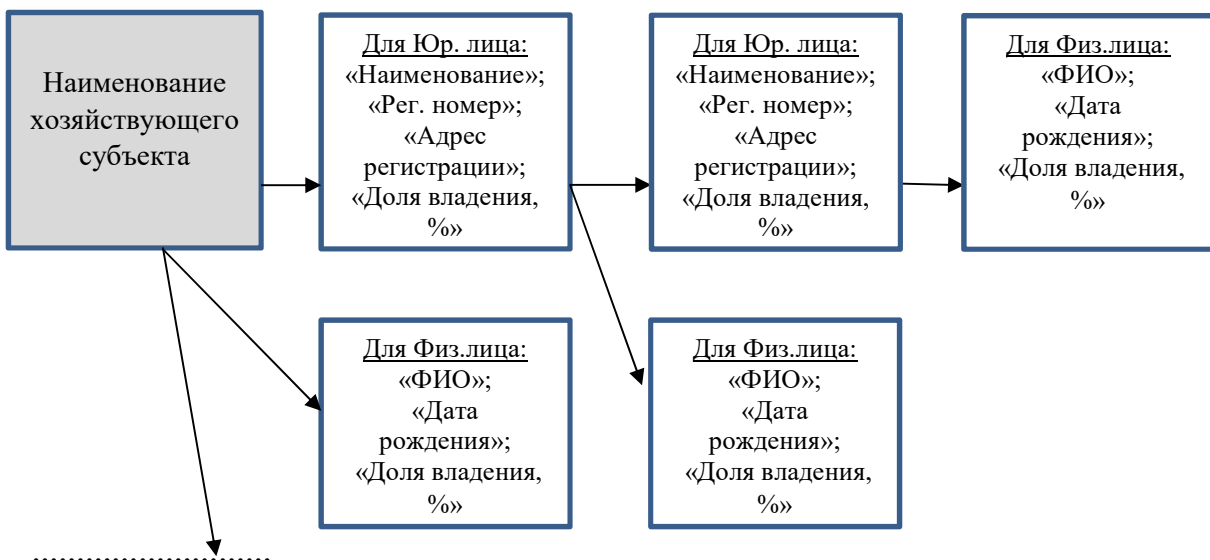 Наименование
хозяйствующего
субъекта
Для Юр. лица:
«Наименование»;
«Рег. номер»;
«Адрес
регистрации»;
«Доля владения,
%»
Для Юр. лица:
«Наименование»;
«Рег. номер»;
«Адрес
регистрации»;
«Доля владения,
%»
Для Физ.лица:
«ФИО»;
«Дата
рождения»;
«Доля владения,
%»
Для Физ.лица:
«ФИО»;
«Дата
рождения»;
«Доля владения,
%»
Для Физ.лица:
«ФИО»;
«Дата
рождения»;
«Доля владения,
%»
...........................